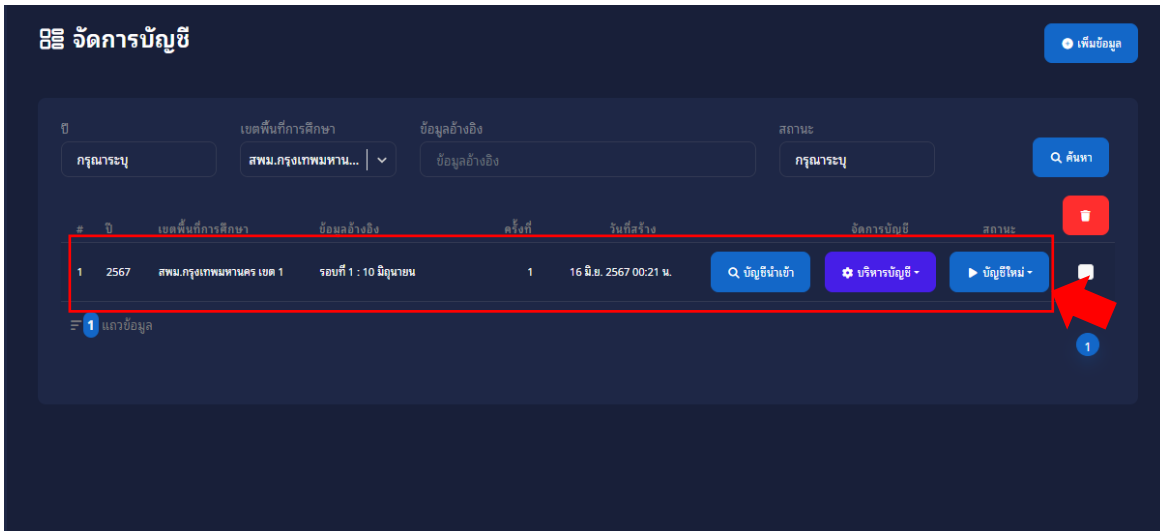 จัดการบัญชี
เพิ่มข้อมูล
ปี เขตพื้นที่การศึกษา ข้อมูลอ้างอิง สถานะ
กรุณาระบุ สพม.กรุงเทพมหาน... ข้อมูลอ้างอิง กรุณาระบุ ค้นหา
# ปี เขตพื้นที่การศึกษา ข้อมูลอ้างอิง ครั้งที่ วันที่สร้าง จัดการบัญชี สถานะ
1 2567 สพม.กรุงเทพมหานคร เขต 1 รอบที่ 1 : 10 มิถุนายน 1 16 มิ.ย. 2567 00:21 น. บัญชีนำเข้า บริหารบัญชี บัญชีใหม่
1 แถวข้อมูล
1